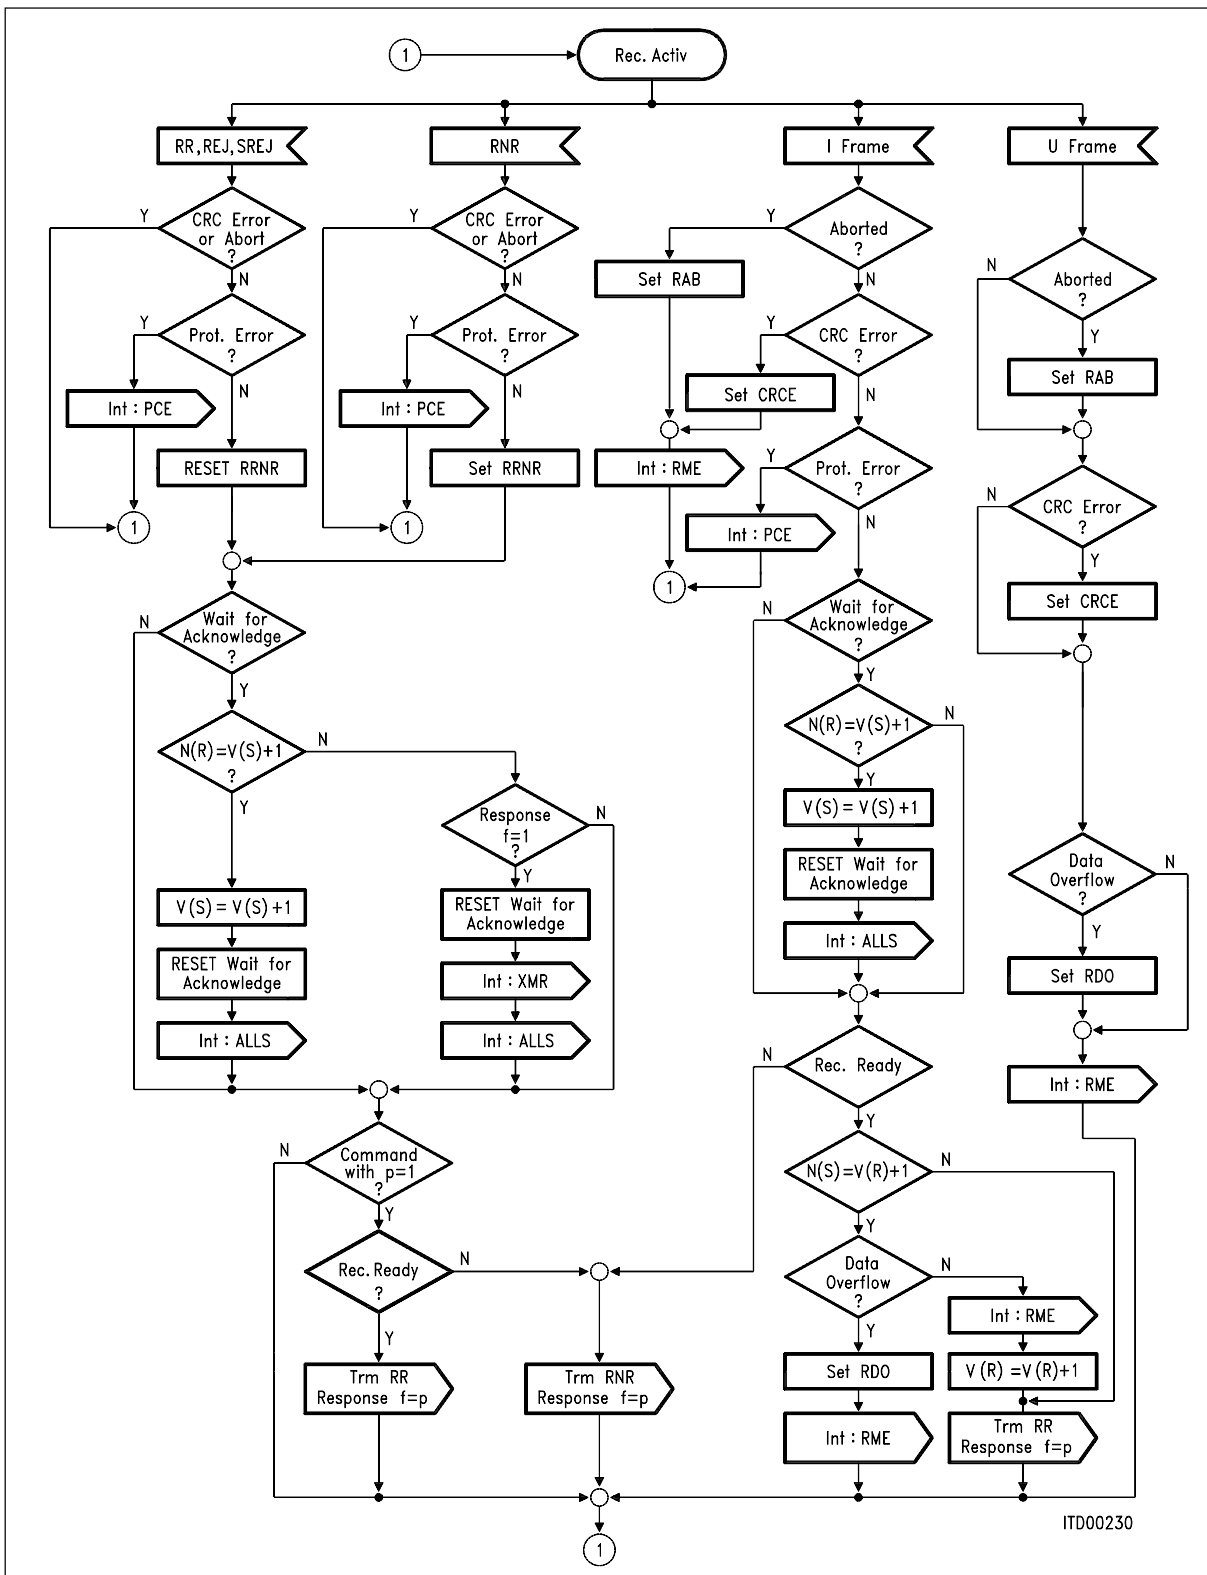 1
Rec. Activ
RR,REJ,SREJ
RNR
I Frame
U Frame
Y
CRC Error
or Abort
?
N
Y
CRC Error
or Abort
?
N
Y
Aborted
?
N
Set RAB
N
Aborted
?
Y
Set RAB
Y
Prot. Error
?
N
Int : PCE
RESET RRNR
1
Y
Prot. Error
?
N
Int : PCE
Set RRNR
1
Y
CRC Error
?
N
Set CRCE
Int : RME
Y
Prot. Error
?
N
Int : PCE
1
N
CRC Error
?
Y
Set CRCE
N
Wait for
Acknowledge
?
Y
N(R)=V(S)+1
?
N
Y
Response
f=1
?
N
Y
V(S)=V(S)+1
RESET Wait for
Acknowledge
Int : ALLS
RESET Wait for
Acknowledge
Int : XMR
Int : ALLS
N
Wait for
Acknowledge
?
Y
N(R)=V(S)+1
?
N
Y
V(S)=V(S)+1
RESET Wait for
Acknowledge
Int : ALLS
Data
Overflow
?
N
Y
Set RDO
Int : RME
N
Rec. Ready
Y
N(S)=V(R)+1
N
Y
Data
Overflow
?
N
Y
Set RDO
Int : RME
Int : RME
V(R)=V(R)+1
Trm RR
Response f=p
N
Command
with p=1
?
Y
Rec. Ready
?
N
Y
Trm RR
Response f=p
Trm RNR
Response f=p
1
ITD00230